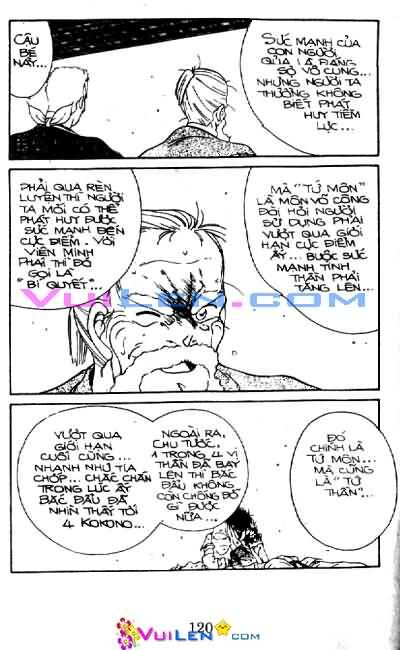 CẬU
BÉ
NÀY...
SỨC MẠNH CỦA
CON NGƯỜI
QUẢ LÀ ĐÁNG
SỢ VÔ CÙNG...
NHƯNG NGƯỜI TA
THƯỜNG KHÔNG
BIẾT PHÁT
HUY TIỀM
LỰC...
PHẢI QUA RÈN
LUYỆN THÌ NGƯỜI
TA MỚI CÓ THỂ
PHÁT HUY ĐƯỢC
SỨC MẠNH ĐẾN
CỰC ĐIỂM. VỚI
VIÊN MINH
PHÁI THÌ ĐÓ
GỌI LÀ
"BÍ QUYẾT"...
MÀ "TỨ MÔN"
LÀ MÔN VÕ CÔNG
ĐÒI HỎI NGƯỜI
SỬ DỤNG PHẢI
VƯỢT QUA GIỚI
HẠN CỰC ĐIỂM
ẤY... BUỘC SỨC
MẠNH TINH
THẦN PHẢI
TĂNG LÊN...
VuiLen.com
VƯỢT QUA
GIỚI HẠN
CUỐI CÙNG...
NHANH NHƯ TIA
CHỚP... CHẮC CHẮN
TRONG LÚC ẤY
BẮC ĐẨU ĐÃ
NHÌN THẤY TỚI
4 KOKONO...
NGOÀI RA,
CHU TƯỚC,
1 TRONG 4 VỊ
THẦN ĐÃ BAY
LÊN THÌ BẮC
ĐẨU KHÔNG
CÒN CHỐNG ĐỠ
GÌ ĐƯỢC
NỮA...
ĐÓ
CHÍNH LÀ
TỨ MÔN...
MÀ CŨNG
LÀ "TỨ
THẦN"...
120
VuiLen.com